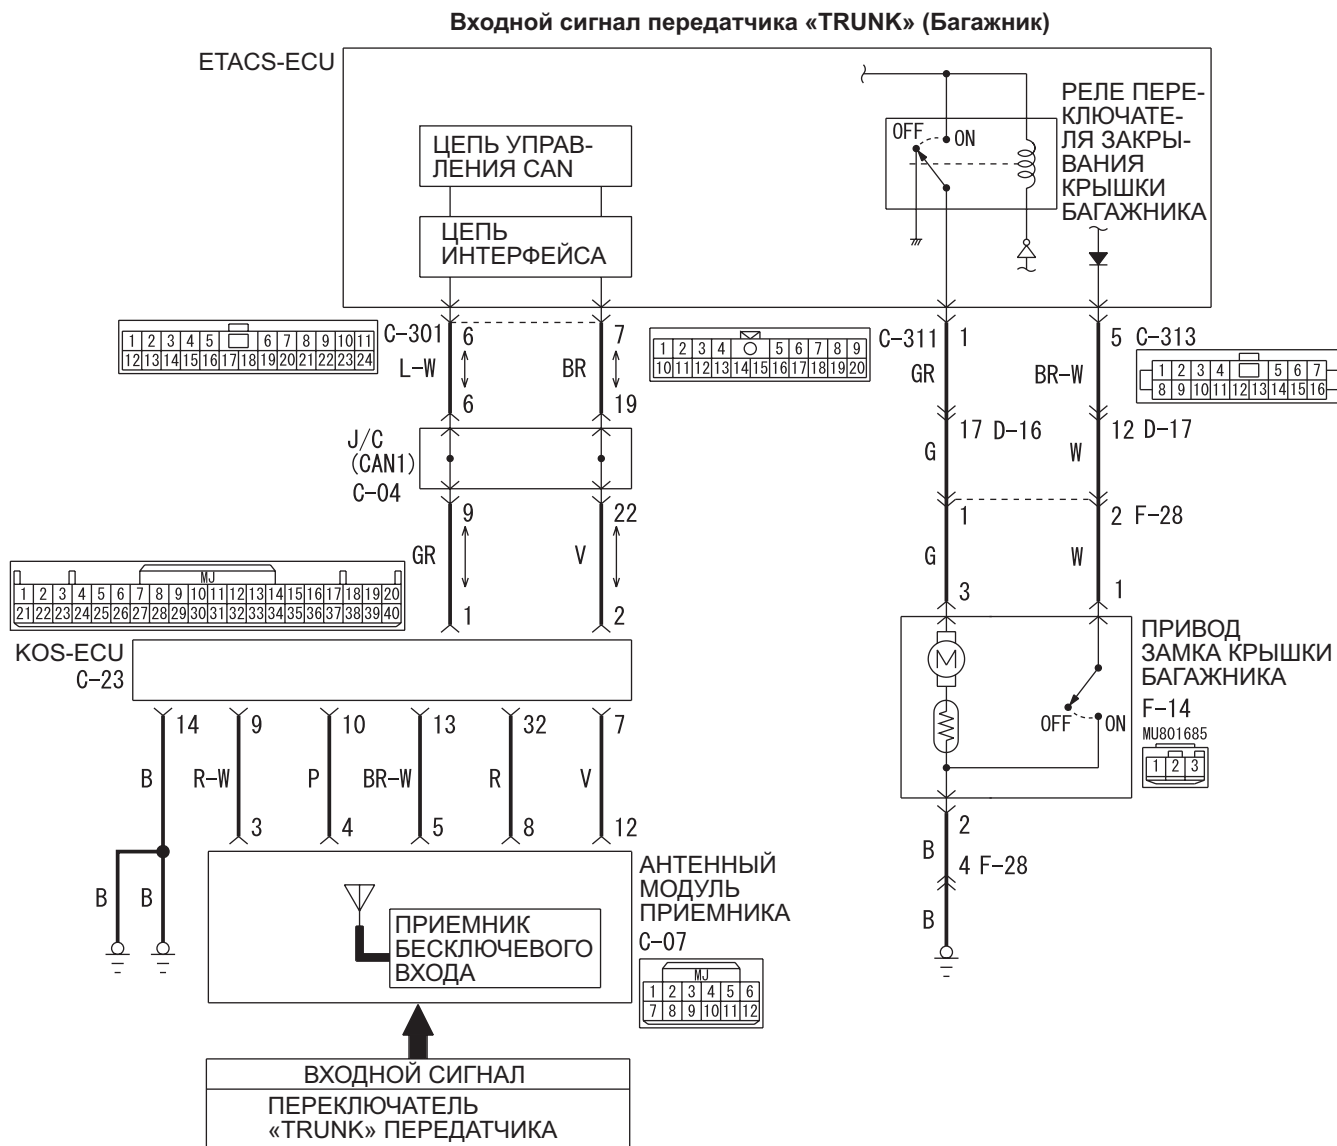 Входной сигнал передатчика «TRUNK» (Багажник)
ETACS-ECU
ЦЕПЬ УПРАВ-
ЛЕНИЯ CAN
ЦЕПЬ
ИНТЕРФЕЙСА
OFF
ON
РЕЛЕ ПЕРЕ-
КЛЮЧАТЕ-
ЛЯ ЗАКРЫ-
ВАНИЯ
КРЫШКИ
БАГАЖНИКА
1 2 3 4 5 6 7 8 9 10 11
12 13 14 15 16 17 18 19 20 21 22 23 24
C-301
6
7
L-W
BR
6
19
1 2 3 4 5 6 7 8 9
10 11 12 13 14 15 16 17 18 19 20
C-311
1
5
C-313
GR
BR-W
1 2 3 4 5 6 7
8 9 10 11 12 13 14 15 16
17 D-16
12 D-17
G
W
1
2 F-28
G
W
3
1
J/C
(CAN1)
C-04
9
22
GR
V
1
2
MJ
1 2 3 4 5 6 7 8 9 10 11 12 13 14 15 16 17 18 19 20
21 22 23 24 25 26 27 28 29 30 31 32 33 34 35 36 37 38 39 40
KOS-ECU
C-23
14
9
10
13
32
7
B
R-W
P
BR-W
R
V
3
4
5
8
12
B
B
M
OFF
ON
ПРИВОД
ЗАМКА КРЫШКИ
БАГАЖНИКА
F-14
MU801685
1 2 3
2
B
4 F-28
B
АНТЕННЫЙ
МОДУЛЬ
ПРИЕМНИКА
C-07
MJ
1 2 3 4 5 6
7 8 9 10 11 12
ПРИЕМНИК
БЕСКЛЮЧЕВОГО
ВХОДА
ВХОДНОЙ СИГНАЛ
ПЕРЕКЛЮЧАТЕЛЬ
«TRUNK» ПЕРЕДАТЧИКА